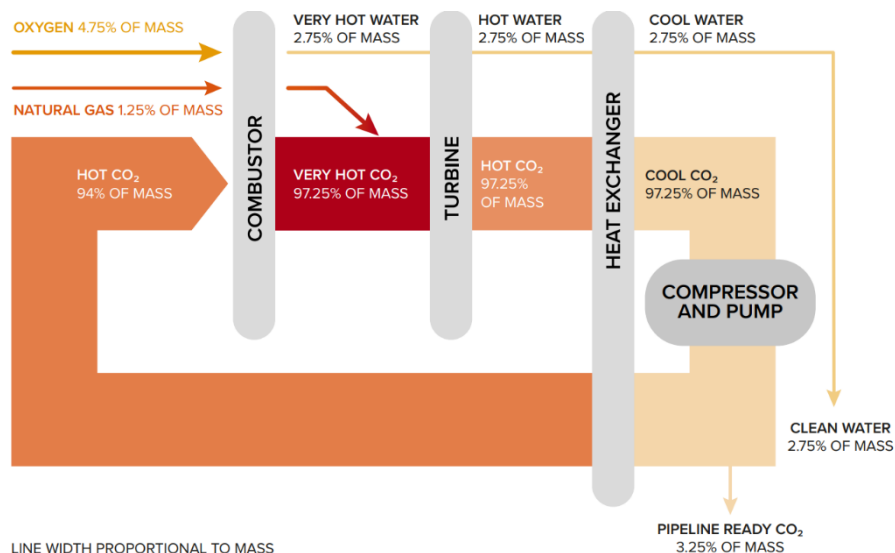 OXYGEN 4.75% OF MASS
VERY HOT WATER
2.75% OF MASS
HOT WATER
2.75% OF MASS
COOL WATER
2.75% OF MASS
NATURAL GAS 1.25% OF MASS
HOT CO₂
94% OF MASS
COMBUSTOR
VERY HOT CO₂
97.25% OF MASS
TURBINE
HOT CO₂
97.25%
OF MASS
HEAT EXCHANGER
COOL CO₂
97.25% OF MASS
COMPRESSOR
AND PUMP
CLEAN WATER
2.75% OF MASS
PIPELINE READY CO₂
3.25% OF MASS
LINE WIDTH PROPORTIONAL TO MASS